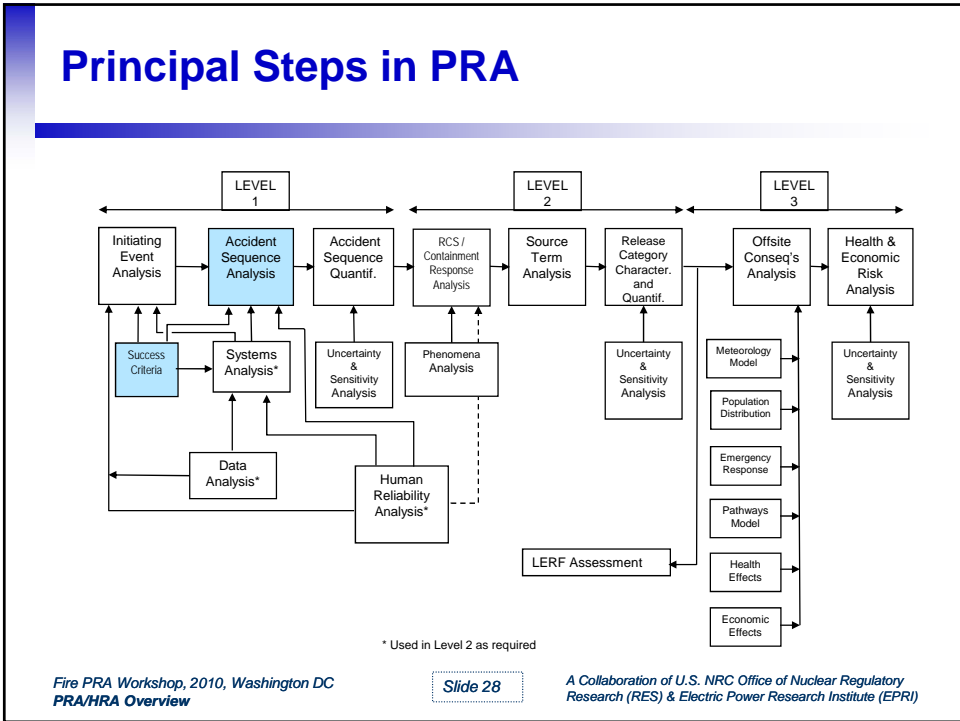 Principal Steps in PRA
LEVEL
1
LEVEL
2
LEVEL
3
Initiating
Event
Analysis
Accident
Sequence
Analysis
Accident
Sequence
Quantif.
RCS /
Containment
Response
Analysis
Source
Term
Analysis
Release
Category
Character.
and
Quantif.
Offsite
Conseq's
Analysis
Health &
Economic
Risk
Analysis
Success
Criteria
Systems
Analysis*
Uncertainty
&
Sensitivity
Analysis
Phenomena
Analysis
Uncertainty
&
Sensitivity
Analysis
Meteorology
Model
Population
Distribution
Emergency
Response
Pathways
Model
Health
Effects
Economic
Effects
Uncertainty
&
Sensitivity
Analysis
Data
Analysis*
Human
Reliability
Analysis*
LERF Assessment
* Used in Level 2 as required
Fire PRA Workshop, 2010, Washington DC
PRA/HRA Overview
Slide 28
A Collaboration of U.S. NRC Office of Nuclear Regulatory
Research (RES) & Electric Power Research Institute (EPRI)